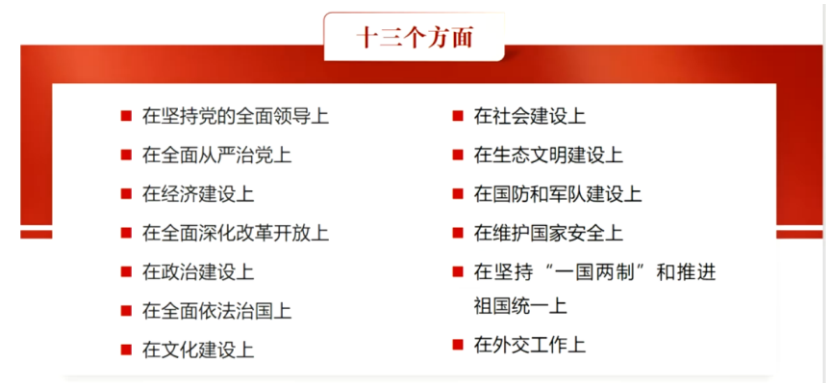 十三个方面
在坚持党的全面领导上
在全面从严治党上
在经济建设上
在全面深化改革开放上
在政治建设上
在全面依法治国上
在文化建设上
在社会建设上
在生态文明建设上
在国防和军队建设上
在维护国家安全上
在坚持“一国两制”和推进
祖国统一上
在外交工作上